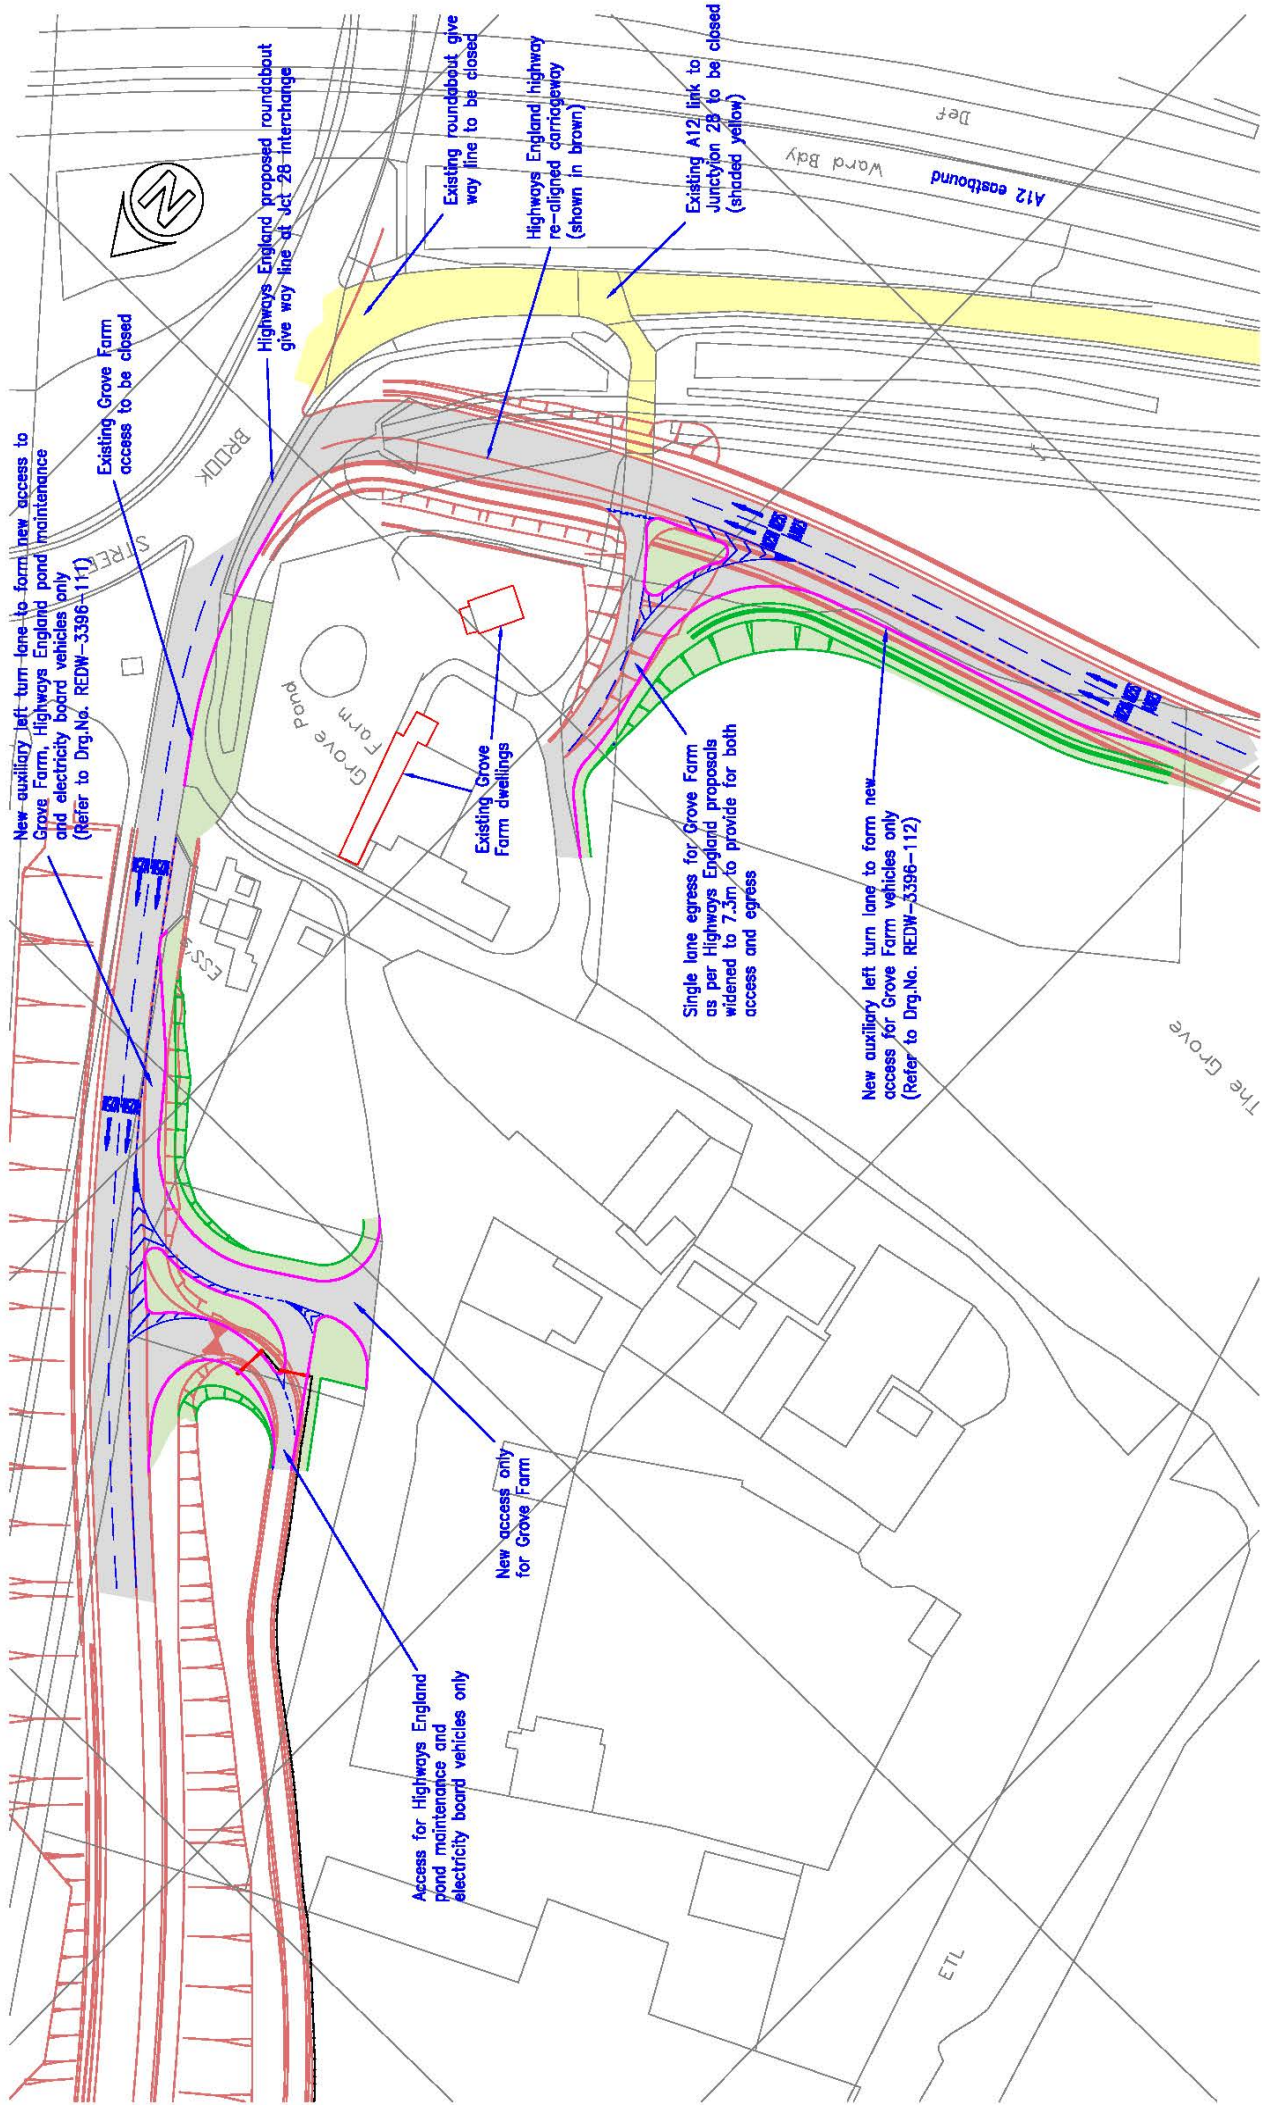 New auxiliary left turn lane to form new access to
Grove Farm, Highways England pond maintenance
and electricity board vehicles only
(Refer to Drg.No. REDW-3396-111)
Existing Grove Farm
access to be closed
Highways England proposed roundabout
give way line at Jct 28 interchange
Existing roundabout give
way line to be closed
Highways England highway
re-aligned carriageway
(shown in brown)
Existing A12 link to
Junctyion 28 to be closed
(shaded yellow)
N
BROOK
STREET
Def
Ward Bdy
A12 eastbound
Grove Pond
Farm
Existing Grove
Farm dwellings
ESS's
Single lane egress for Grove Farm
as per Highways England proposals
widened to 7.3m to provide for both
access and egress
New auxiliary left turn lane to form new
access for Grove Farm vehicles only
(Refer to Drg.No. REDW-3396-112)
The Grove
New access only
for Grove Farm
Access for Highways England
pond maintenance and
electricity board vehicles only
ETL